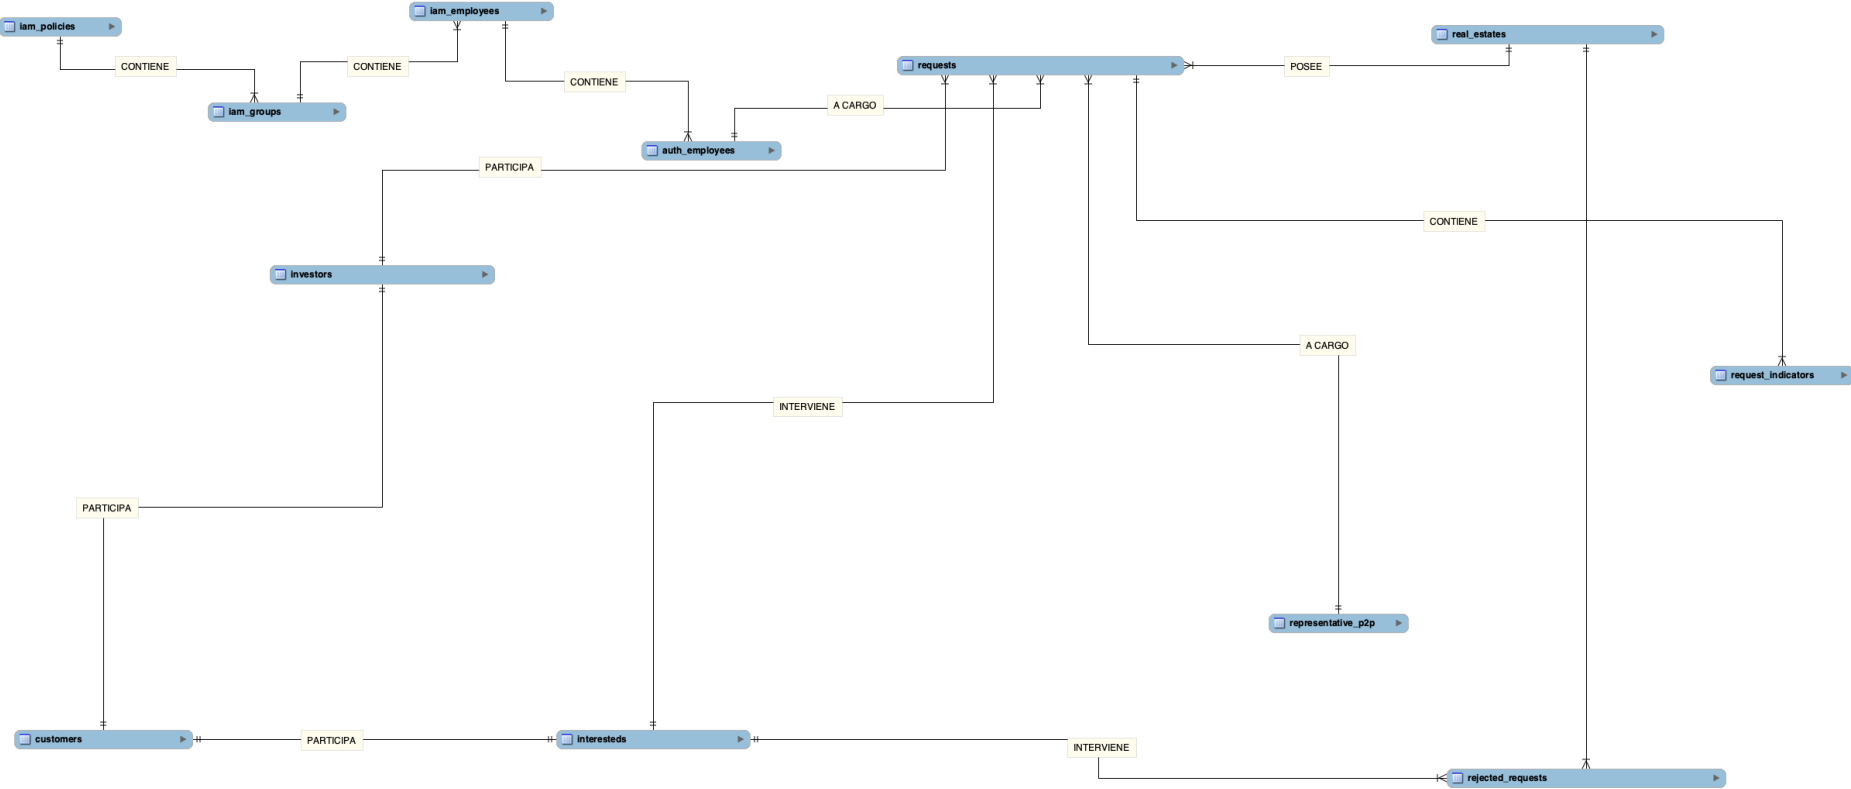 iam_employees
iam_policies
real_estates
CONTIENE
CONTIENE
requests
POSEE
CONTIENE
A CARGO
iam_groups
auth_employees
PARTICIPA
CONTIENE
investors
A CARGO
request_indicators
INTERVIENE
PARTICIPA
representative_p2p
customers
PARTICIPA
interesteds
INTERVIENE
rejected_requests